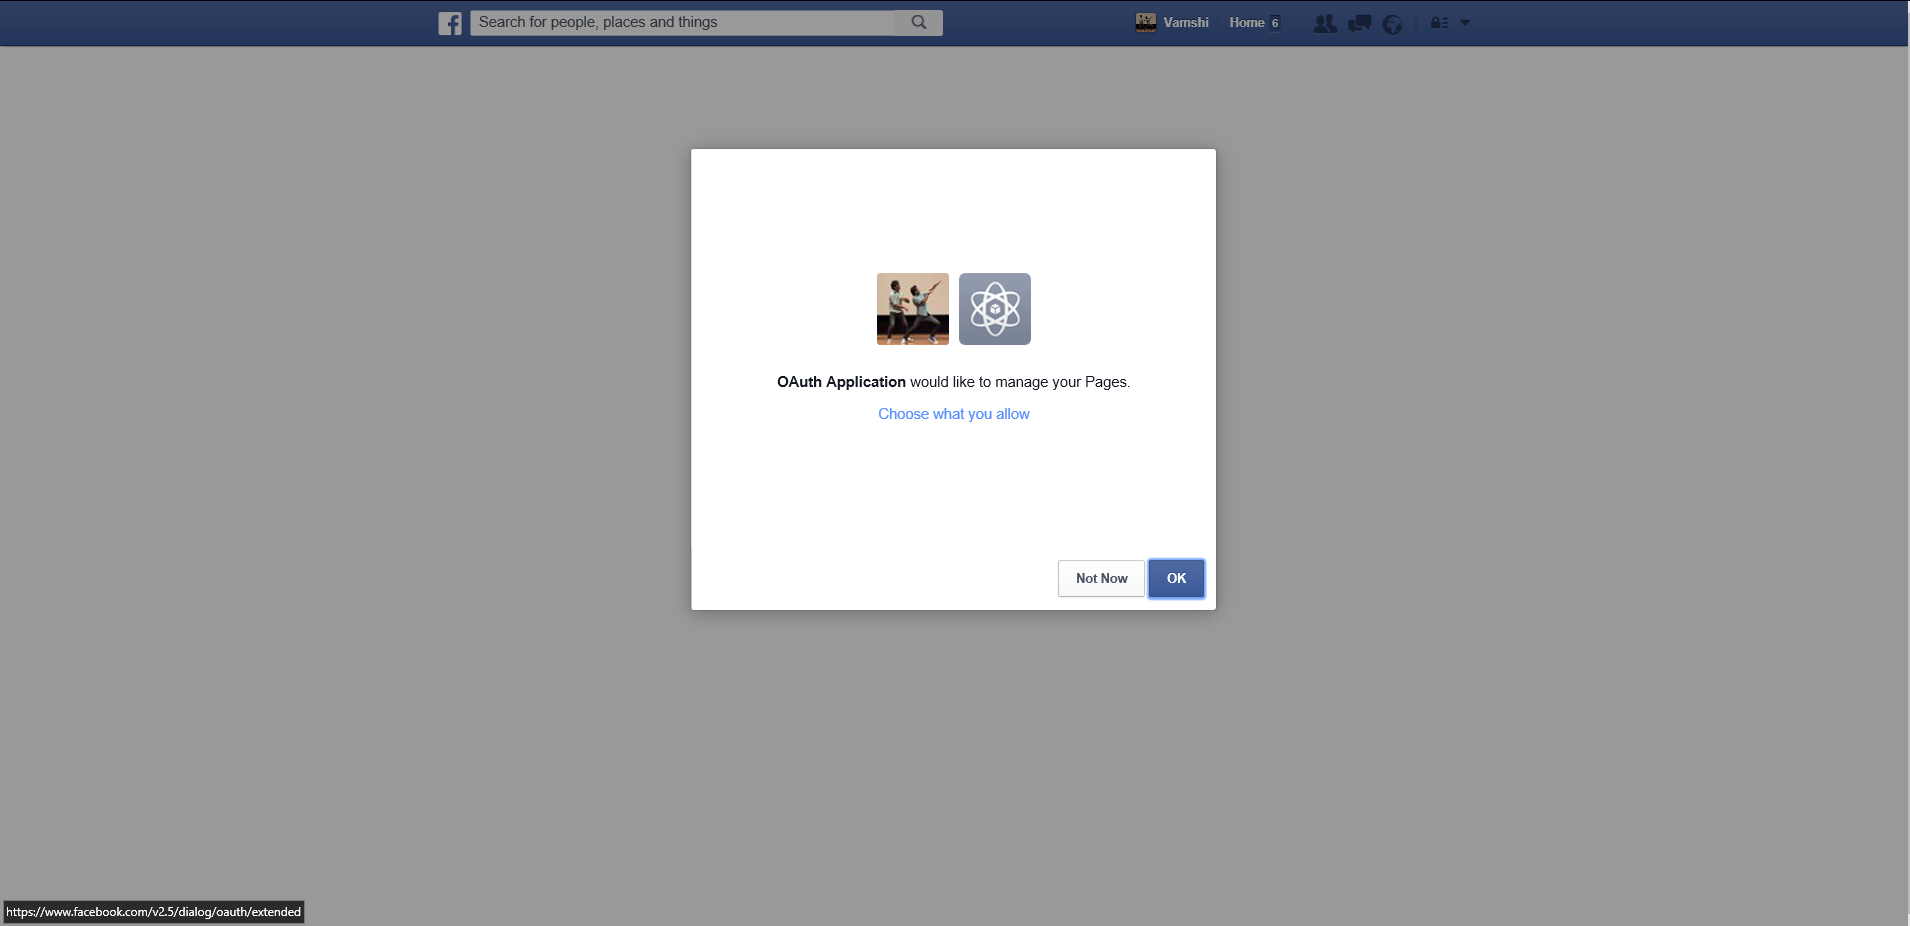 Search for people, places and things
Vamshi Home 6
OAuth Application would like to manage your Pages.
Choose what you allow
Not Now OK
https://www.facebook.com/v2.5/dialog/oauth/extended